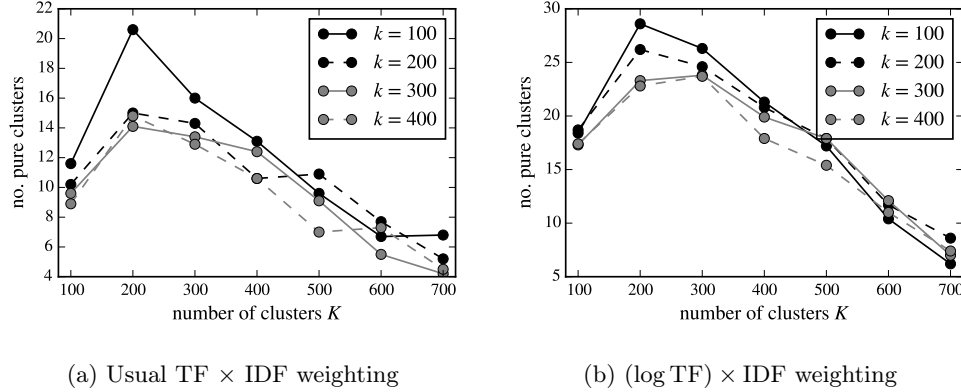 22
20
18
16
14
12
10
8
6
4
no. pure clusters
100 200 300 400 500 600 700
number of clusters K
k = 100
k = 200
k = 300
k = 400
(a) Usual TF × IDF weighting
30
25
20
15
10
5
no. pure clusters
100 200 300 400 500 600 700
number of clusters K
k = 100
k = 200
k = 300
k = 400
(b) (log TF) × IDF weighting